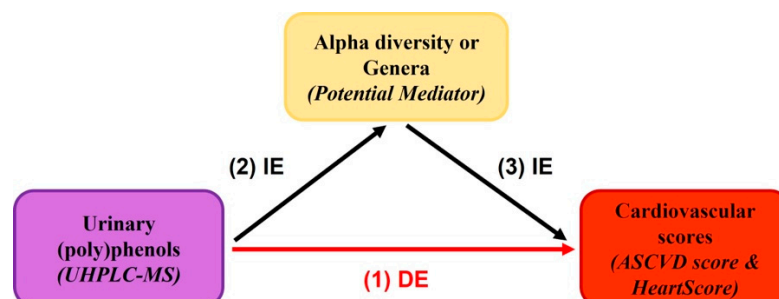 Alpha diversity or
Genera
(Potential Mediator)
(2) IE
(3) IE
Urinary
(poly)phenols
(UHPLC-MS)
Cardiovascular
scores
(ASCVD score &
HeartScore)
(1) DE